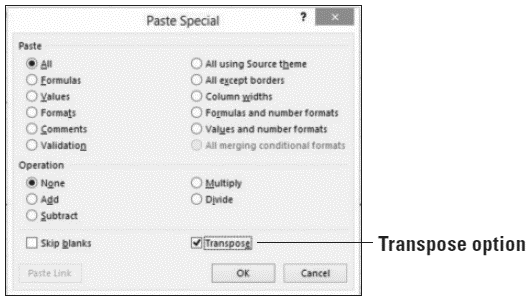 Paste Special
? ×
Paste
All
All using Source theme
Formulas
All except borders
Values
Column widths
Formats
Formulas and number formats
Comments
Values and number formats
Validation
All merging conditional formats
Operation
None
Multiply
Add
Divide
Subtract
Skip blanks
Transpose
Transpose option
Paste Link
OK
Cancel